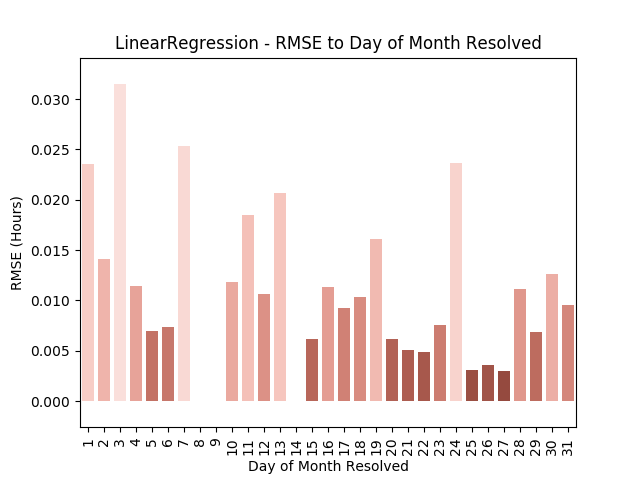 LinearRegression - RMSE to Day of Month Resolved
RMSE (Hours)
0.030
0.025
0.020
0.015
0.010
0.005
0.000
1 2 3 4 5 6 7 8 9 10 11 12 13 14 15 16 17 18 19 20 21 22 23 24 25 26 27 28 29 30 31
Day of Month Resolved